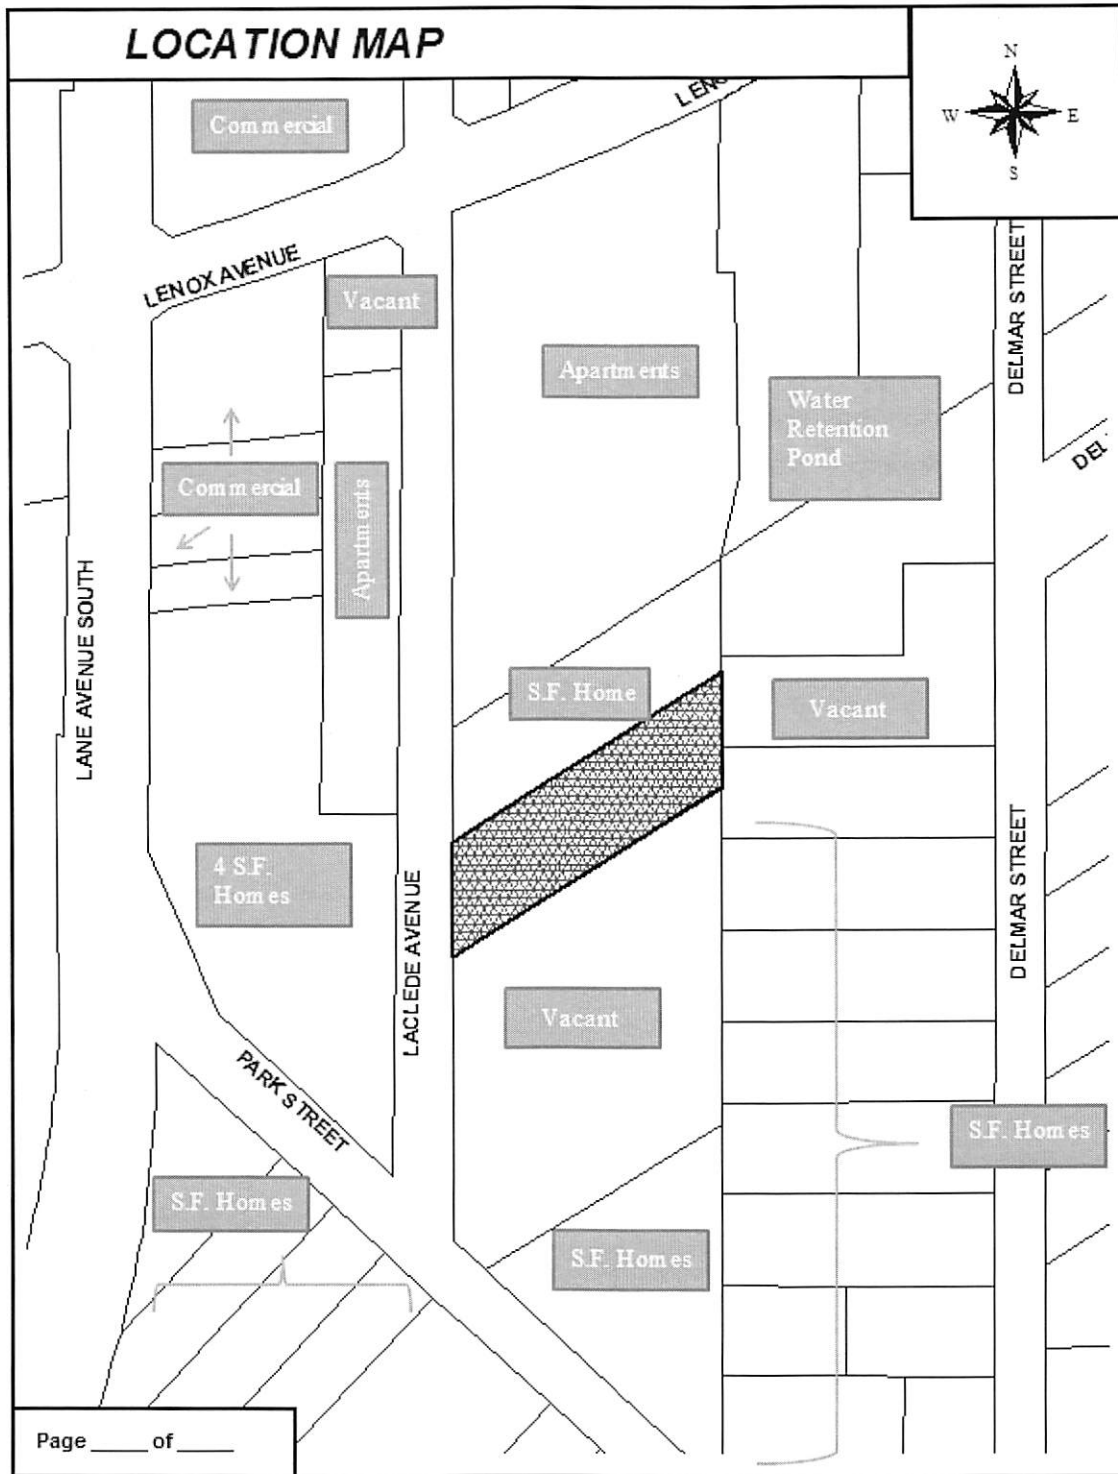 LOCATION MAP
N
W E
S
Commercial
LENOX AVENUE
Vacant
Apartments
Water
Retention
Pond
DELMAR STREET
Commercial
Apartments
LANE AVENUE SOUTH
S.F. Home
Vacant
4 S.F.
Homes
LACLEDE AVENUE
DELMAR STREET
Vacant
PARK STREET
S.F. Homes
S.F. Homes
S.F. Homes
Page ____ of ____